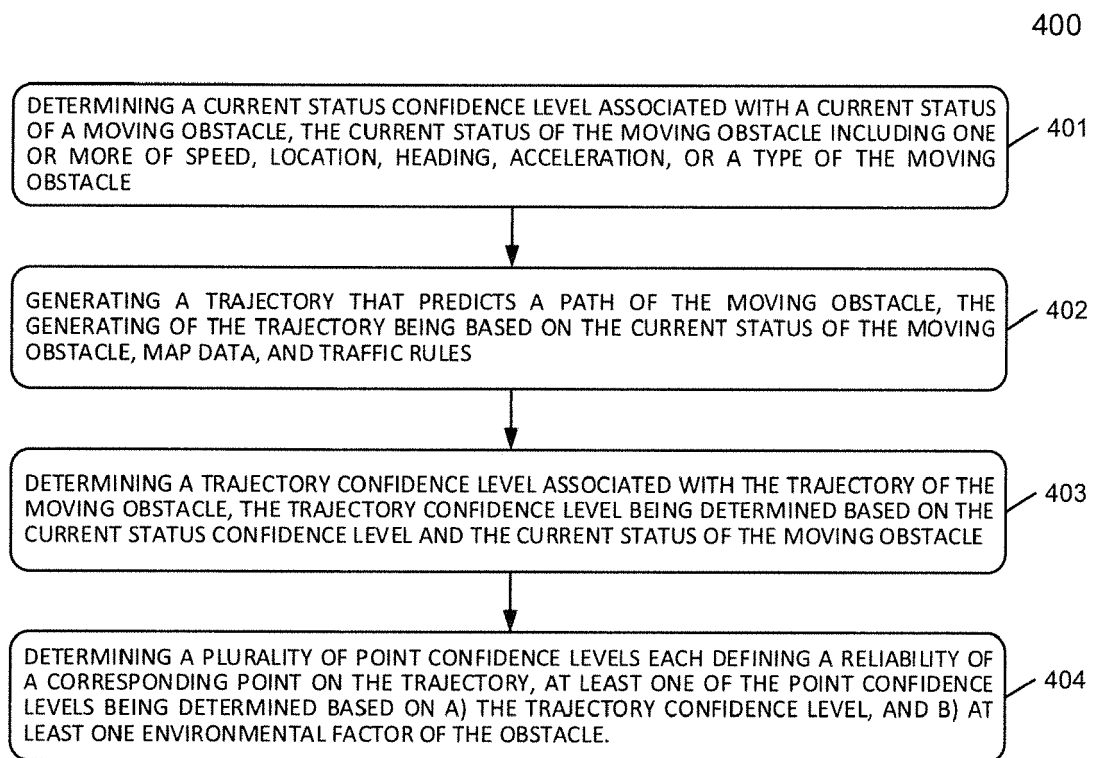 400
DETERMINING A CURRENT STATUS CONFIDENCE LEVEL ASSOCIATED WITH A CURRENT STATUS
OF A MOVING OBSTACLE, THE CURRENT STATUS OF THE MOVING OBSTACLE INCLUDING ONE
OR MORE OF SPEED, LOCATION, HEADING, ACCELERATION, OR A TYPE OF THE MOVING
OBSTACLE
401
GENERATING A TRAJECTORY THAT PREDICTS A PATH OF THE MOVING OBSTACLE, THE
GENERATING OF THE TRAJECTORY BEING BASED ON THE CURRENT STATUS OF THE MOVING
OBSTACLE, MAP DATA, AND TRAFFIC RULES
402
DETERMINING A TRAJECTORY CONFIDENCE LEVEL ASSOCIATED WITH THE TRAJECTORY OF THE
MOVING OBSTACLE, THE TRAJECTORY CONFIDENCE LEVEL BEING DETERMINED BASED ON THE
CURRENT STATUS CONFIDENCE LEVEL AND THE CURRENT STATUS OF THE MOVING OBSTACLE
403
DETERMINING A PLURALITY OF POINT CONFIDENCE LEVELS EACH DEFINING A RELIABILITY OF
A CORRESPONDING POINT ON THE TRAJECTORY, AT LEAST ONE OF THE POINT CONFIDENCE
LEVELS BEING DETERMINED BASED ON A) THE TRAJECTORY CONFIDENCE LEVEL, AND B) AT
LEAST ONE ENVIRONMENTAL FACTOR OF THE OBSTACLE.
404